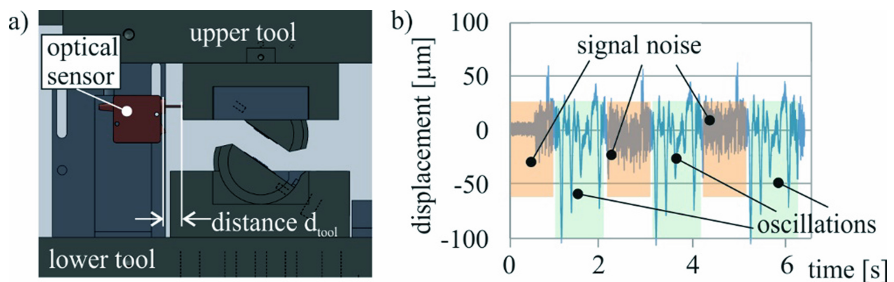 a)
optical
sensor
upper tool
distance d_tool
lower tool
b)
displacement [μm]
100
50
0
-50
-100
signal noise
oscillations
0
2
4
6
time [s]